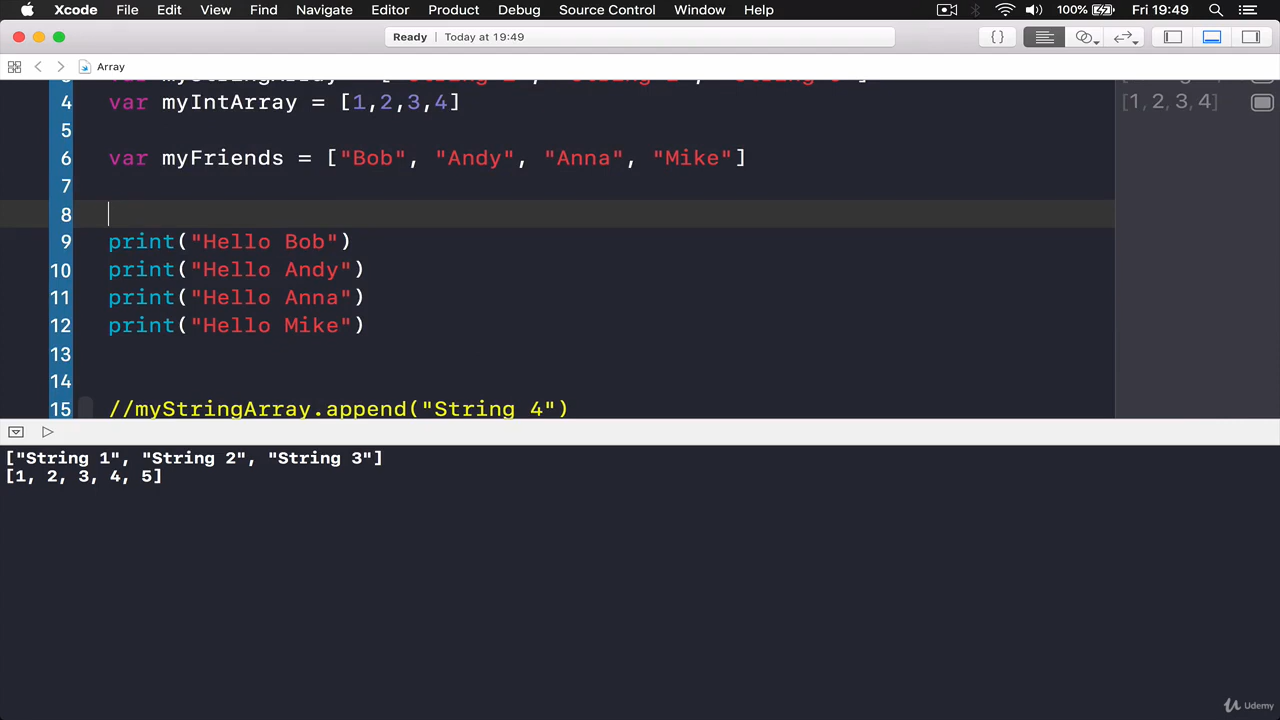 Xcode File Edit View Find Navigate Editor Product Debug Source Control Window Help 100% Fri 19:49
Ready | Today at 19:49
Array
4 var myIntArray = [1,2,3,4] [1, 2, 3, 4]
5
6 var myFriends = ["Bob", "Andy", "Anna", "Mike"]
7
8
9 print("Hello Bob")
10 print("Hello Andy")
11 print("Hello Anna")
12 print("Hello Mike")
13
14
15 //myStringArray.append("String 4")
["String 1", "String 2", "String 3"]
[1, 2, 3, 4, 5]
Udemy